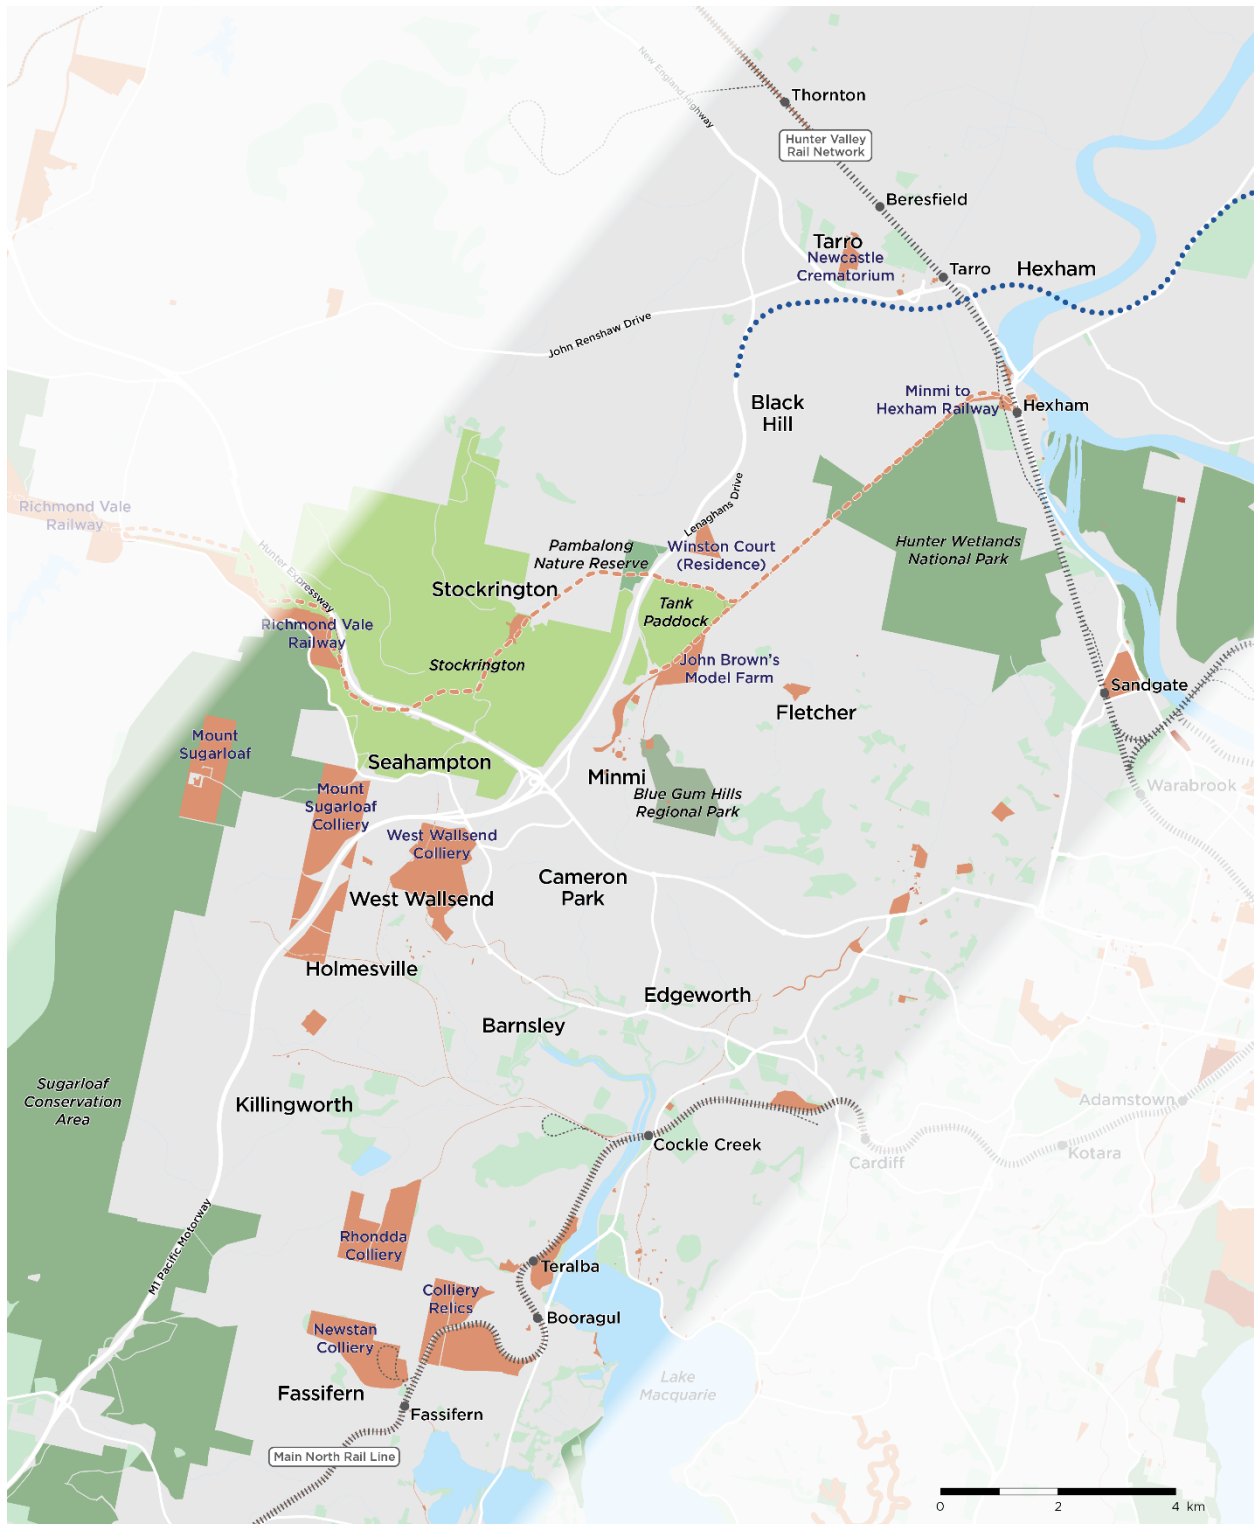 New England Highway
Thornton
Hunter Valley
Rail Network
Beresfield
Tarro
Newcastle
Crematorium
Tarro
Hexham
John Renshaw Drive
Black
Hill
Minmi to
Hexham Railway
Hexham
Richmond Vale
Railway
Hunter Expressway
Lenaghans Drive
Pambalong
Nature Reserve
Winston Court
(Residence)
Hunter Wetlands
National Park
Stockrington
Tank
Paddock
Richmond Vale
Railway
Stockrington
John Brown's
Model Farm
Sandgate
Fletcher
Mount
Sugarloaf
Seahampton
Minmi
Mount
Sugarloaf
Colliery
Blue Gum Hills
Regional Park
Warabrook
West Wallsend
Colliery
Cameron
Park
West Wallsend
Holmesville
Edgeworth
Barnsley
Sugarloaf
Conservation
Area
Killingworth
Adamstown
Cockle Creek
Cardiff
Kotara
M1 Pacific Motorway
Rhondda
Colliery
Teralba
Colliery
Relics
Booragul
Newstan
Colliery
Lake
Macquarie
Fassifern
Fassifern
Main North Rail Line
0 2 4 km